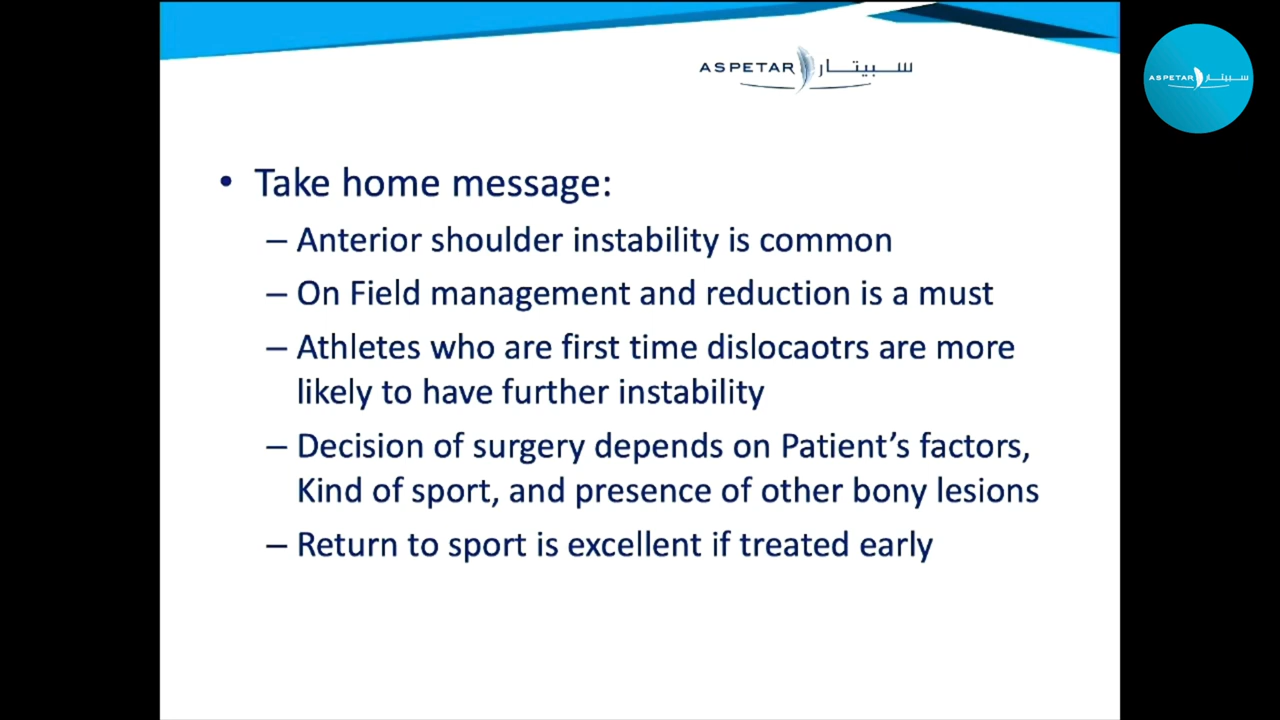 ASPETAR سبيتار
ASPETAR سبيتار
• Take home message:
– Anterior shoulder instability is common
– On Field management and reduction is a must
– Athletes who are first time dislocaotrs are more
likely to have further instability
– Decision of surgery depends on Patient’s factors,
Kind of sport, and presence of other bony lesions
– Return to sport is excellent if treated early